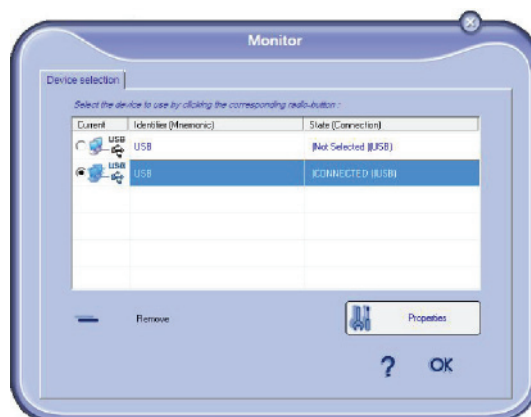 Monitor
Device selection
Select the device to use by clicking the corresponding radio-button :
Current Identifier (Mnemonic) State (Connection)
USB USB (Not Selected (USB)
USB USB (CONNECTED (USB)
Remove Properties
? OK